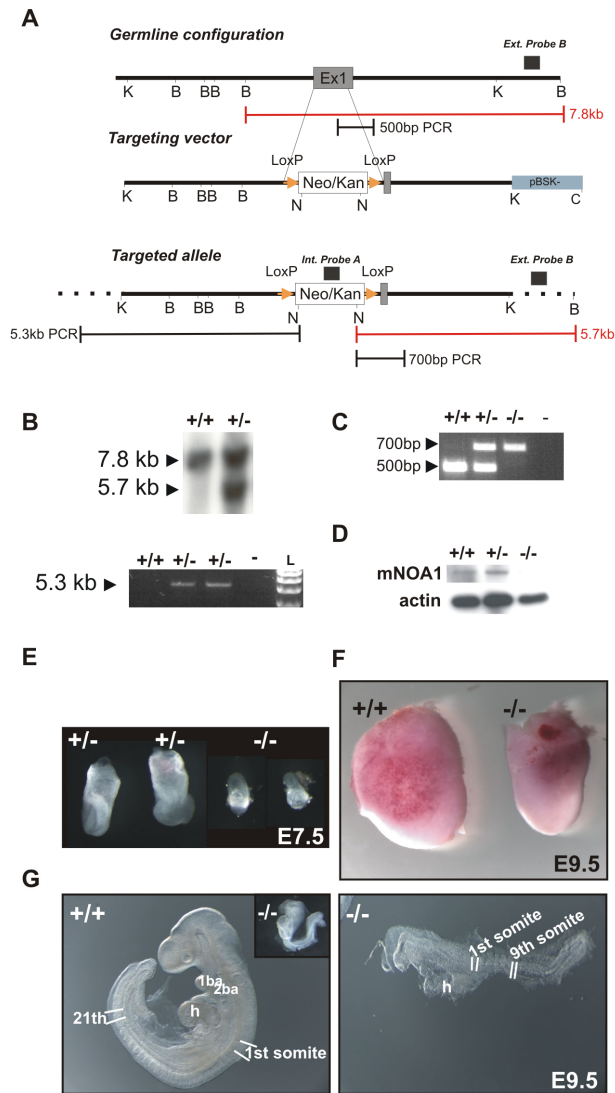 A
Germline configuration
Ext. Probe B
Ex1
K B BB B K B
7.8kb
500bp PCR
Targeting vector
LoxP LoxP
Neo/Kan
pBSK-
K B BB B N N K C
Targeted allele
Int. Probe A
Ext. Probe B
LoxP LoxP
Neo/Kan
K B BB B N N B
5.3kb PCR
5.7kb
700bp PCR
B
+/+ +/-
7.8 kb
5.7 kb
+/+ +/- +/- - L
5.3 kb
C
+/+ +/- -/- -
700bp
500bp
D
+/+ +/- -/-
mNOA1
actin
E
+/- +/- -/-
E7.5
F
+/+ -/-
E9.5
G
+/+
-/-
1ba
2ba
h
21th
1st somite
-/-
1st somite
9th somite
h
E9.5